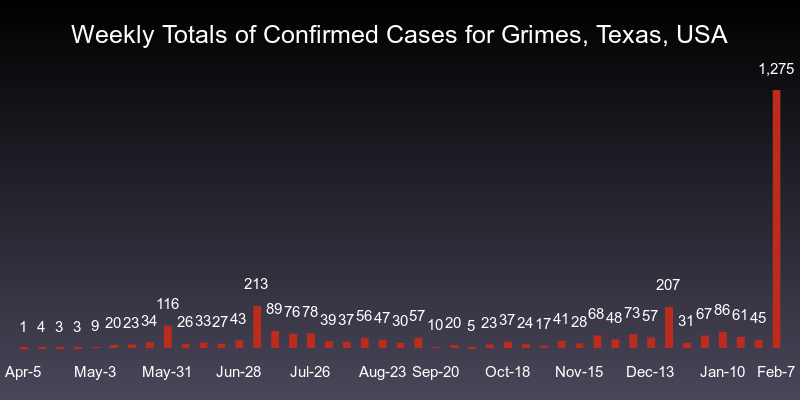 Weekly Totals of Confirmed Cases for Grimes, Texas, USA
1,275
1 4 3 3 9 20 23 34 116 26 33 27 43 213 89 76 78 39 37 56 47 30 57 10 20 5 23 37 24 17 41 28 68 48 73 57 207 31 67 86 61 45
Apr-5 May-3 May-31 Jun-28 Jul-26 Aug-23 Sep-20 Oct-18 Nov-15 Dec-13 Jan-10 Feb-7